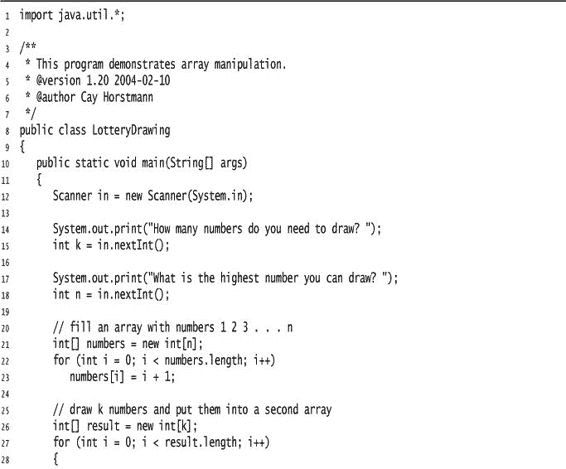 1 import java.util.*;
2
3 /**
4 * This program demonstrates array manipulation.
5 * @version 1.20 2004-02-10
6 * @author Cay Horstmann
7 */
8 public class LotteryDrawing
9 {
10 public static void main(String[] args)
11 {
12 Scanner in = new Scanner(System.in);
13
14 System.out.print("How many numbers do you need to draw? ");
15 int k = in.nextInt();
16
17 System.out.print("What is the highest number you can draw? ");
18 int n = in.nextInt();
19
20 // fill an array with numbers 1 2 3 . . . n
21 int[] numbers = new int[n];
22 for (int i = 0; i < numbers.length; i++)
23 numbers[i] = i + 1;
24
25 // draw k numbers and put them into a second array
26 int[] result = new int[k];
27 for (int i = 0; i < result.length; i++)
28 {